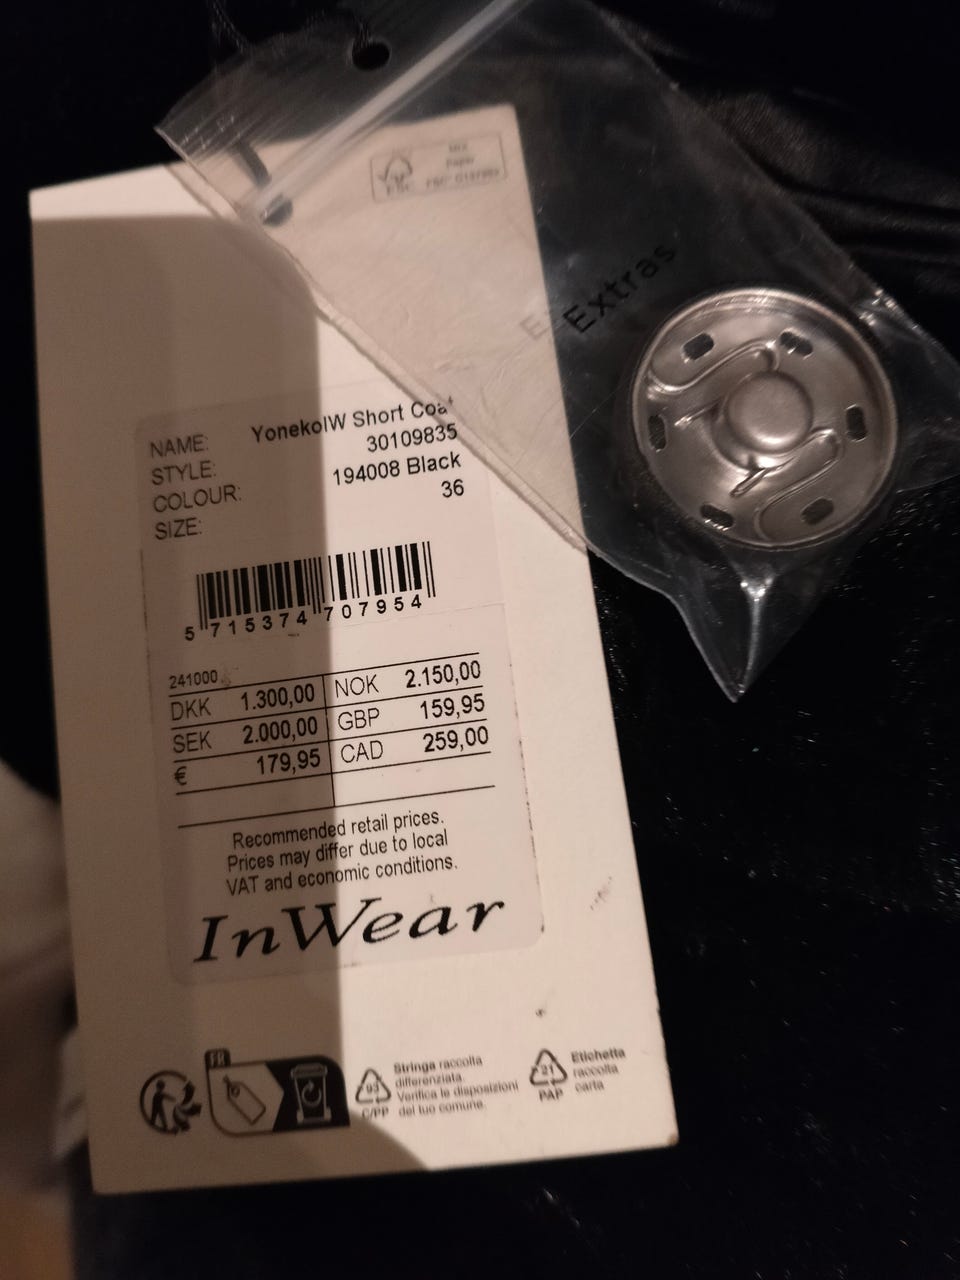 MIX
Paper
FSC
Extras
NAME: YonekoIW Short Coat
STYLE: 30109835
COLOUR: 194008 Black
SIZE: 36
5 715374 707954
241000
DKK 1.300,00 NOK 2.150,00
SEK 2.000,00 GBP 159,95
€ 179,95 CAD 259,00
Recommended retail prices.
Prices may differ due to local
VAT and economic conditions.
InWear
FR
93
C/PP
Stringa raccolta
differenziata.
Verifica le disposizioni
del tuo comune.
21
PAP
Etichetta
raccolta
carta